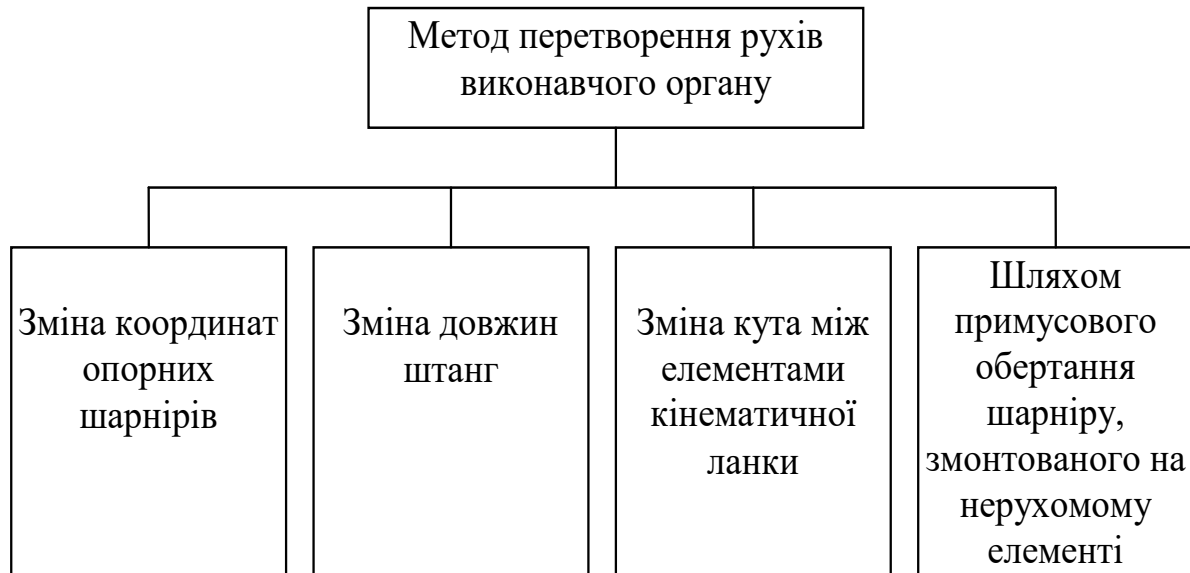 Метод перетворення рухів
виконавчого органу
Зміна координат
опорних
шарнірів
Зміна довжин
штанг
Зміна кута між
елементами
кінематичної
ланки
Шляхом
примусового
обертання
шарніру,
змонтованого на
нерухомому
елементі